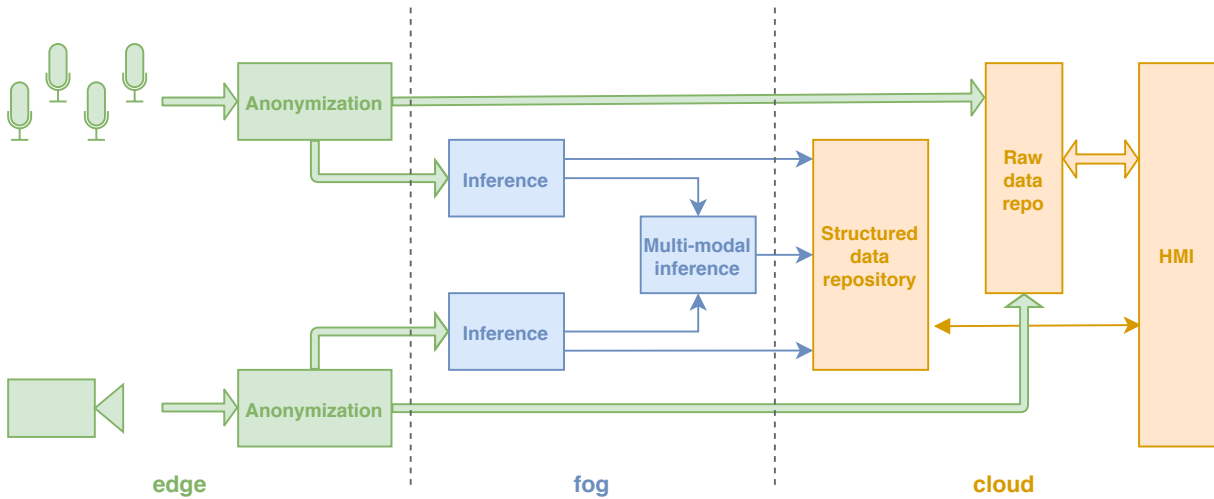 Anonymization
Inference
Multi-modal
inference
Inference
Anonymization
Structured
data
repository
Raw
data
repo
HMI
edge
fog
cloud